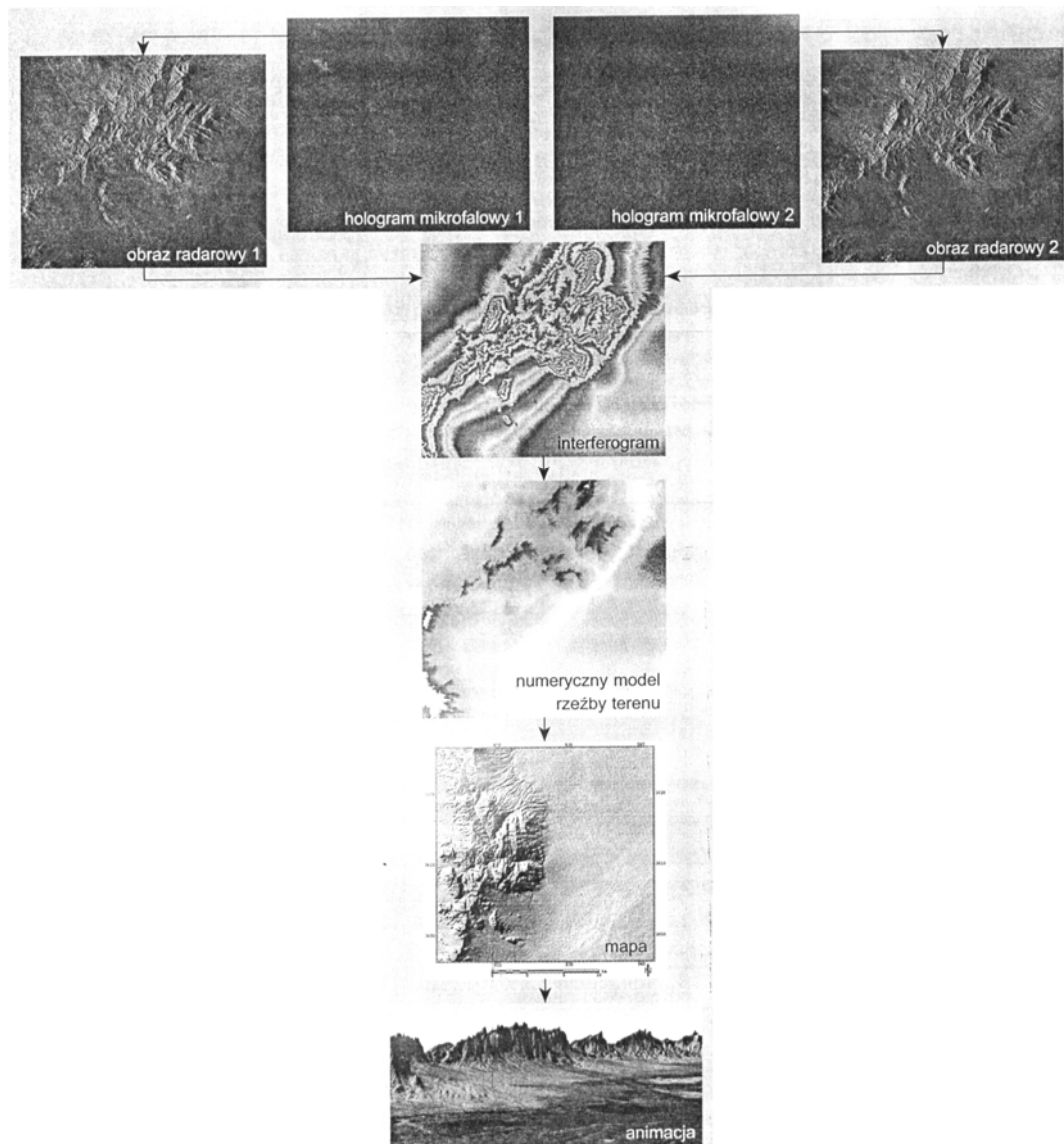 hologram mikrofalowy 1
hologram mikrofalowy 2
obraz radarowy 1
obraz radarowy 2
interferogram
numeryczny model
rzeźby terenu
mapa
animacja